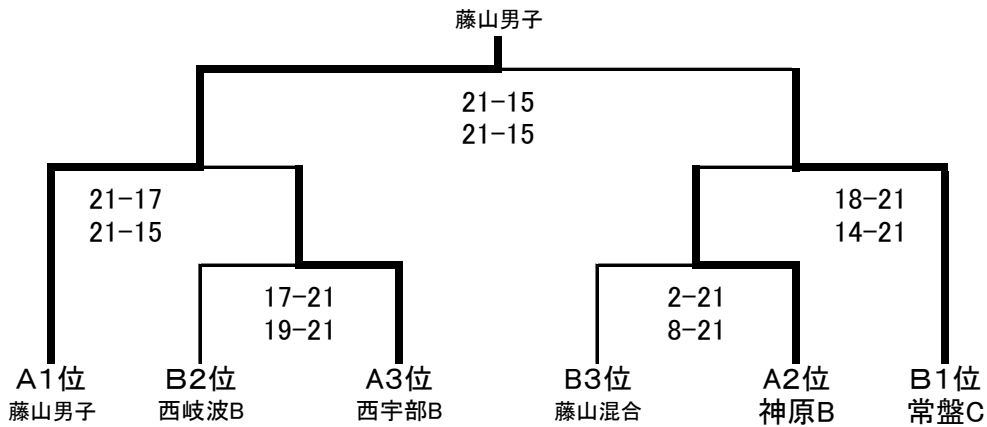 藤山男子
21-15
21-15
21-17
21-15
18-21
14-21
17-21
19-21
2-21
8-21
A1位
B2位
A3位
B3位
A2位
B1位
藤山男子
西岐波B
西宇部B
藤山混合
神原B
常盤C